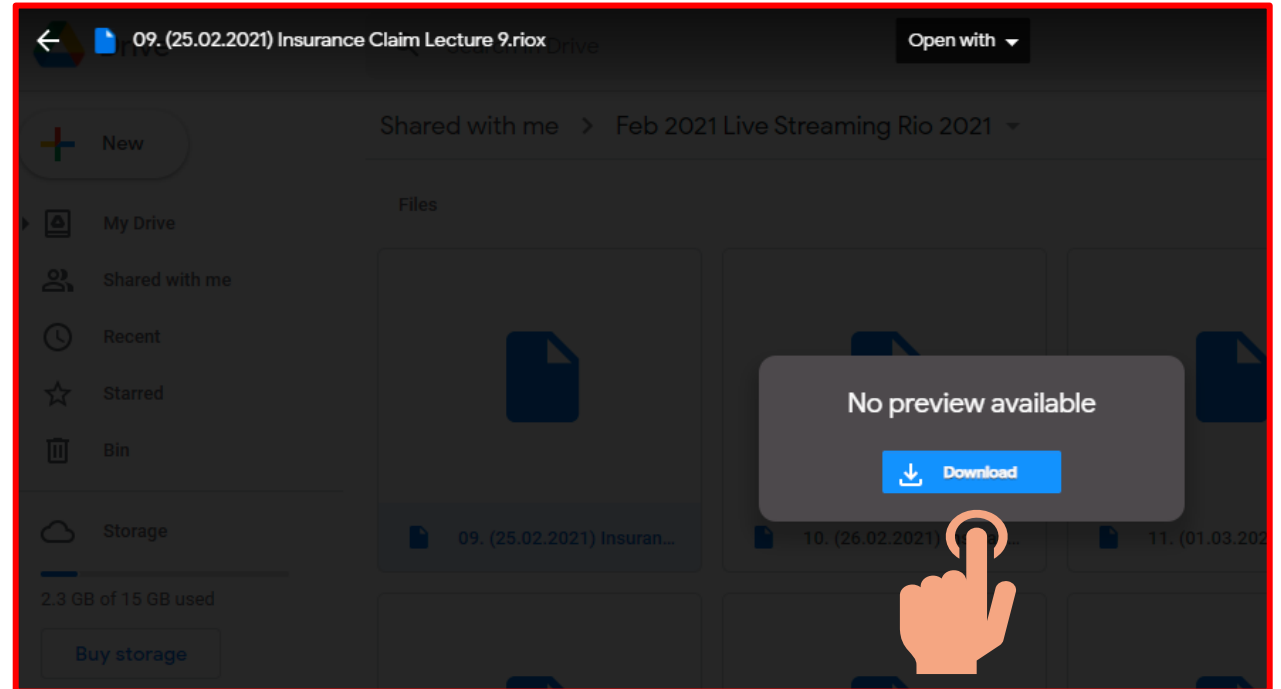 09. (25.02.2021) Insurance Claim Lecture 9.riox
Drive
Search in Drive
Open with
New
Shared with me > Feb 2021 Live Streaming Rio 2021
Files
My Drive
Shared with me
Recent
Starred
Bin
No preview available
Download
Storage
09. (25.02.2021) Insuran...
10. (26.02.2021)
11. (01.03.202
2.3 GB of 15 GB used
Buy storage